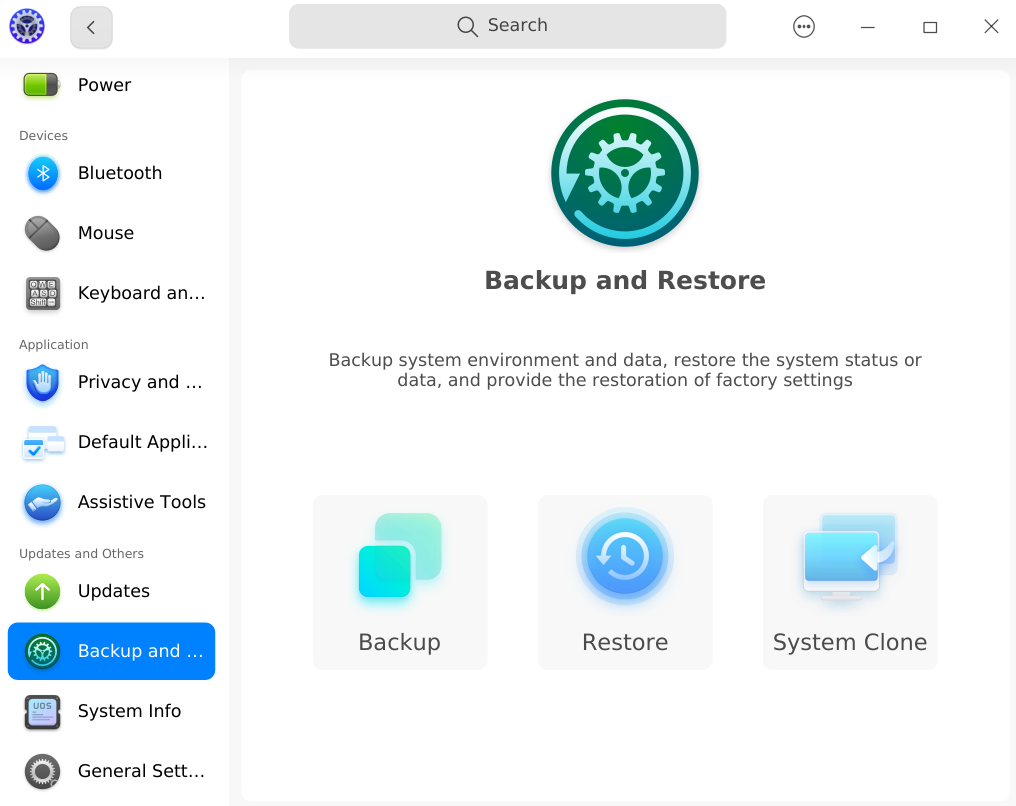 Search
Power
Devices
Bluetooth
Mouse
Keyboard an...
Application
Privacy and ...
Default Appli...
Assistive Tools
Updates and Others
Updates
Backup and ...
UOS
System Info
General Sett...
Backup and Restore
Backup system environment and data, restore the system status or
data, and provide the restoration of factory settings
Backup
Restore
System Clone